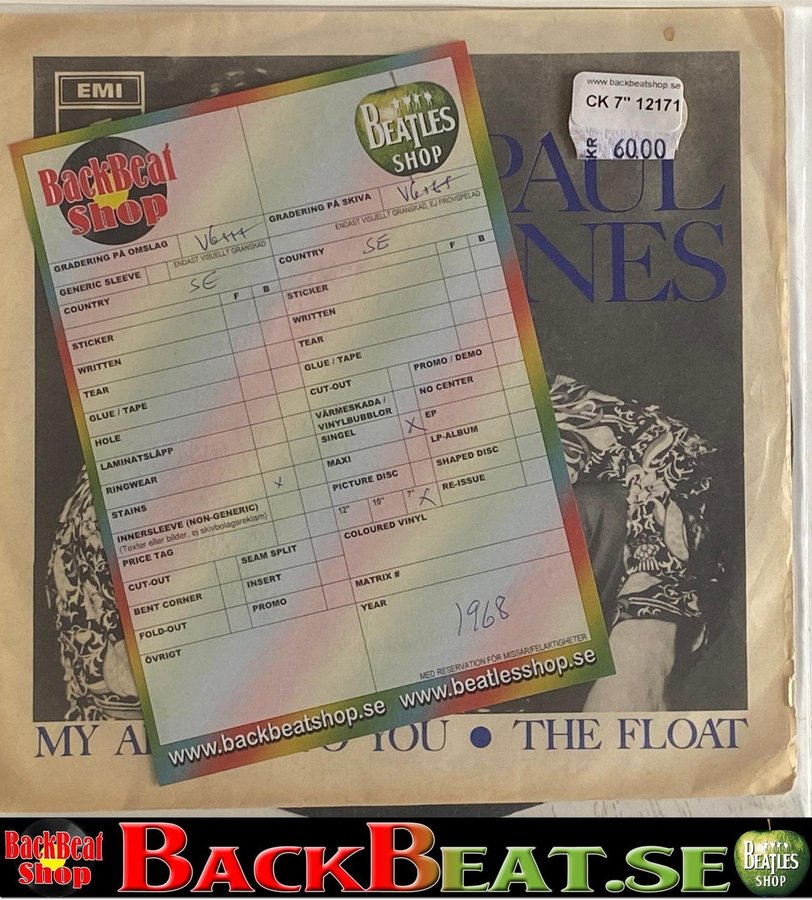 EMI
www.backbeatshop.se
CK 7" 12171
KR 60.00
PAUL
NES
BackBeat
Shop
BEATLES
SHOP
GRADERING PÅ OMSLAG VG+++
ENDAST VISUELLT GRANSKAD
GENERIC SLEEVE
COUNTRY SE
F B
STICKER
WRITTEN
TEAR
GLUE / TAPE
HOLE
LAMINATSLÄPP
RINGWEAR
STAINS X
INNERSLEEVE (NON-GENERIC)
(Texter eller bilder, ej skivbolagsreklam)
PRICE TAG
CUT-OUT SEAM SPLIT
BENT CORNER INSERT
FOLD-OUT PROMO
ÖVRIGT
GRADERING PÅ SKIVA
ENDAST VISUELLT GRANSKAD, EJ PROVSPELAD
COUNTRY SE
F B
STICKER
WRITTEN
TEAR
GLUE / TAPE PROMO / DEMO
CUT-OUT NO CENTER
VÄRMESKADA /
VINYLBUBBLOR EP
SINGEL X LP-ALBUM
MAXI SHAPED DISC
PICTURE DISC RE-ISSUE
12" 10" 7" X
COLOURED VINYL
MATRIX #
YEAR 1968
MED RESERVATION FÖR MISSAR/FELAKTIGHETER
www.backbeatshop.se www.beatlesshop.se
MY YOU • THE FLOAT
BackBeat
Shop
BACKBEAT.SE
BEATLES
SHOP